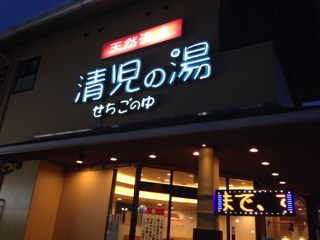 天然温泉
清児の湯
せちごのゆ
まで、す